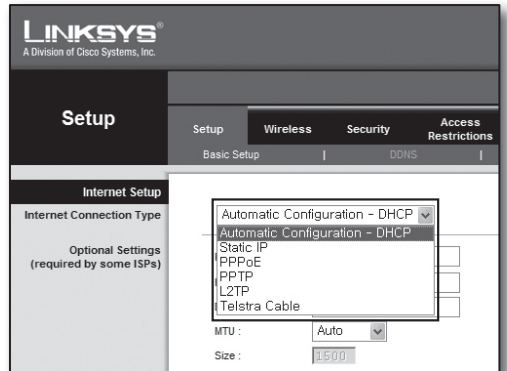 LINKSYS®
A Division of Cisco Systems, Inc.
Setup
Setup Wireless Security Access Restrictions
Basic Setup | DDNS |
Internet Setup
Internet Connection Type
Automatic Configuration - DHCP
Automatic Configuration - DHCP
Static IP
PPPoE
PPTP
L2TP
Telstra Cable
Optional Settings
(required by some ISPs)
MTU : Auto
Size : 1500